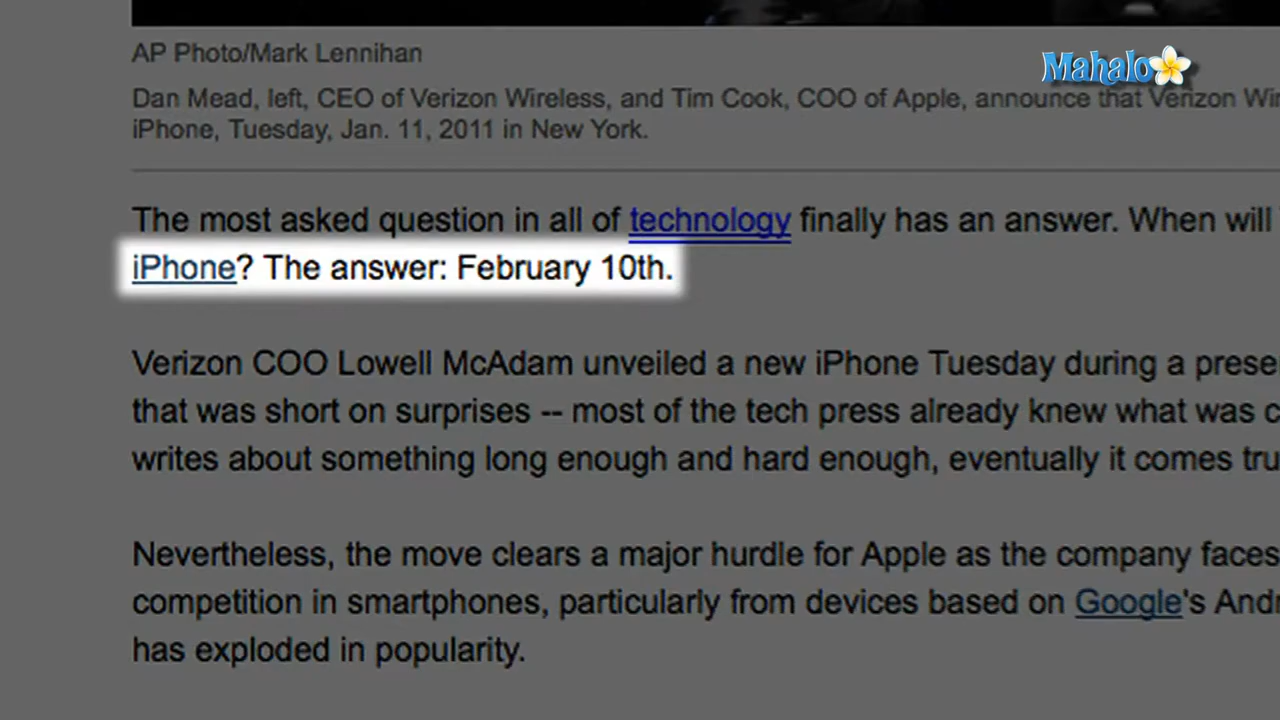 AP Photo/Mark Lennihan
Mahalo
Dan Mead, left, CEO of Verizon Wireless, and Tim Cook, COO of Apple, announce that Verizon
iPhone, Tuesday, Jan. 11, 2011 in New York.
The most asked question in all of technology finally has an answer. When will
iPhone? The answer: February 10th.
Verizon COO Lowell McAdam unveiled a new iPhone Tuesday during a
that was short on surprises -- most of the tech press already knew what was
writes about something long enough and hard enough, eventually it comes
Nevertheless, the move clears a major hurdle for Apple as the company faces
competition in smartphones, particularly from devices based on Google's
has exploded in popularity.